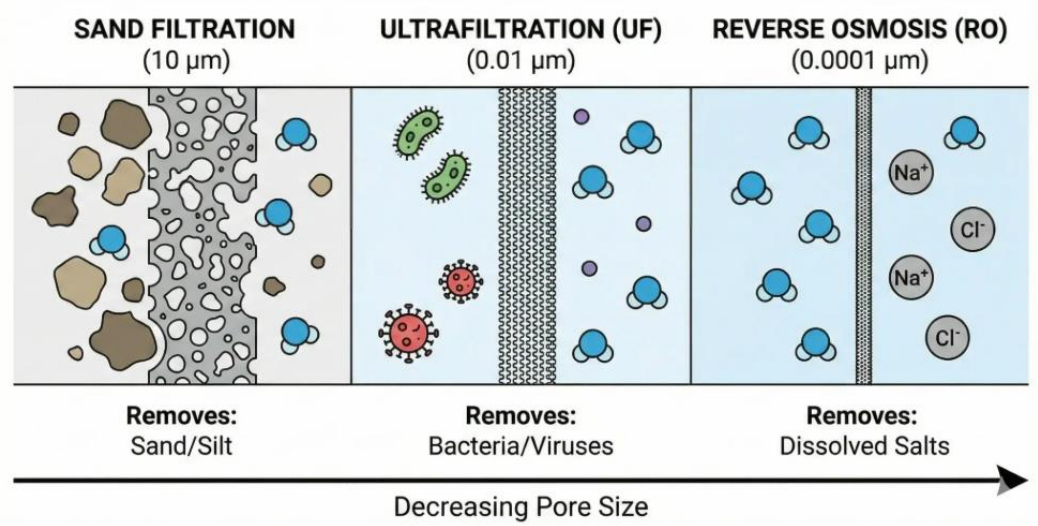 SAND FILTRATION
(10 µm)
ULTRAFILTRATION (UF)
(0.01 µm)
REVERSE OSMOSIS (RO)
(0.0001 µm)
Na⁺
Cl⁻
Na⁺
Cl⁻
Removes:
Sand/Silt
Removes:
Bacteria/Viruses
Removes:
Dissolved Salts
Decreasing Pore Size